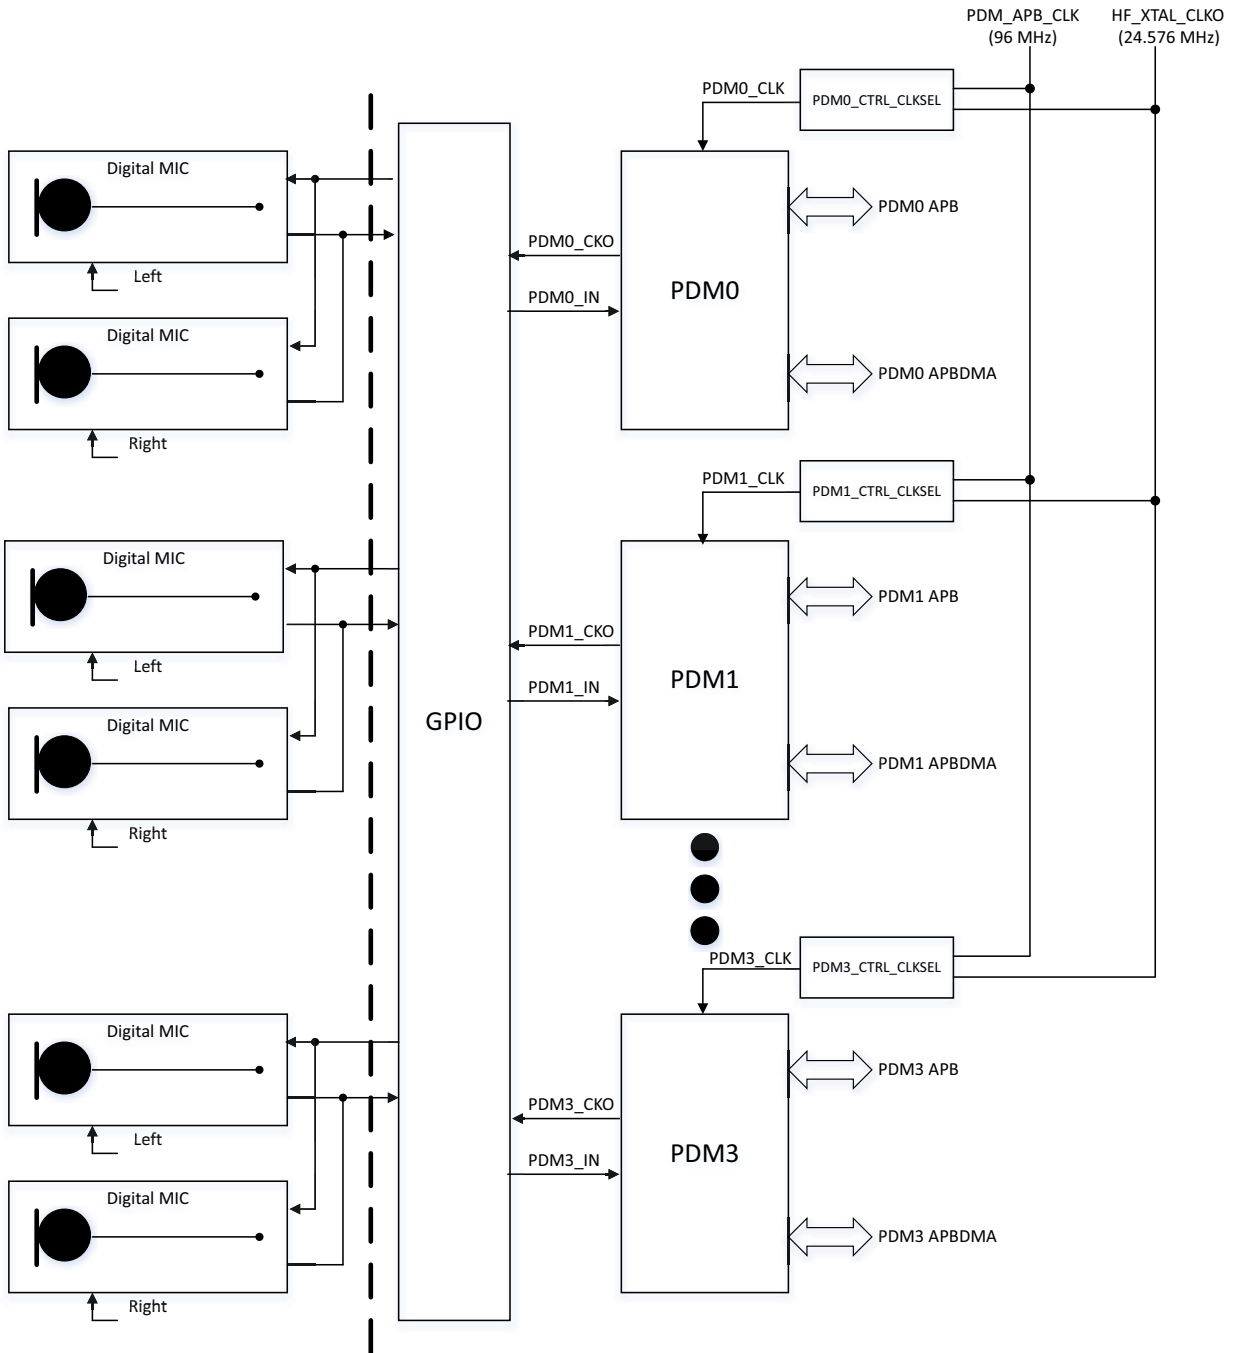 PDM_APB_CLK
(96 MHz)
HF_XTAL_CLKO
(24.576 MHz)
PDM0_CLK
PDM0_CTRL_CLKSEL
Digital MIC
Left
Digital MIC
Right
PDM0_CKO
PDM0_IN
PDM0
PDM0 APB
PDM0 APBDMA
PDM1_CLK
PDM1_CTRL_CLKSEL
Digital MIC
Left
Digital MIC
Right
GPIO
PDM1_CKO
PDM1_IN
PDM1
PDM1 APB
PDM1 APBDMA
PDM3_CLK
PDM3_CTRL_CLKSEL
Digital MIC
Left
Digital MIC
Right
PDM3_CKO
PDM3_IN
PDM3
PDM3 APB
PDM3 APBDMA